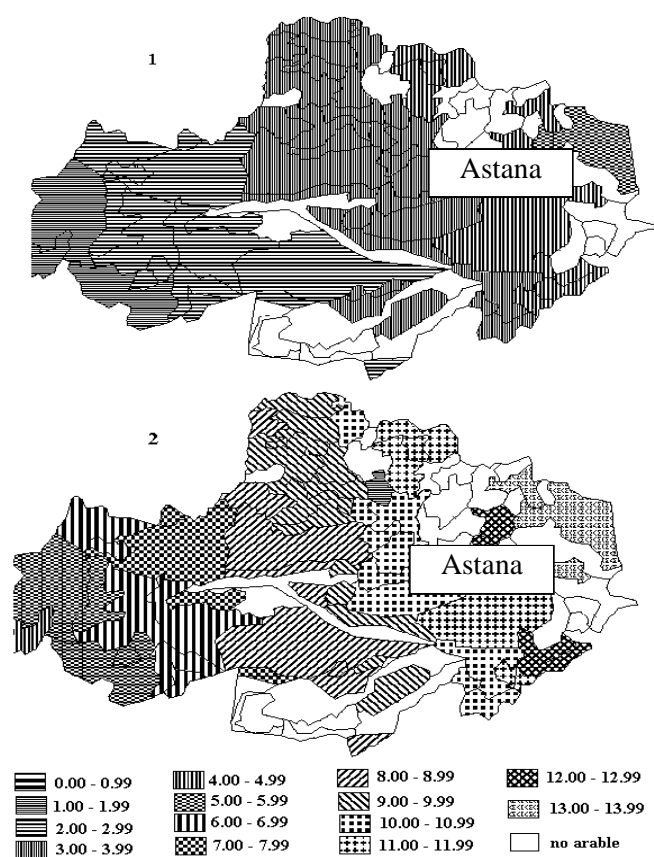 1
Astana
2
Astana
0.00 - 0.99
1.00 - 1.99
2.00 - 2.99
3.00 - 3.99
4.00 - 4.99
5.00 - 5.99
6.00 - 6.99
7.00 - 7.99
8.00 - 8.99
9.00 - 9.99
10.00 - 10.99
11.00 - 11.99
12.00 - 12.99
13.00 - 13.99
no arable